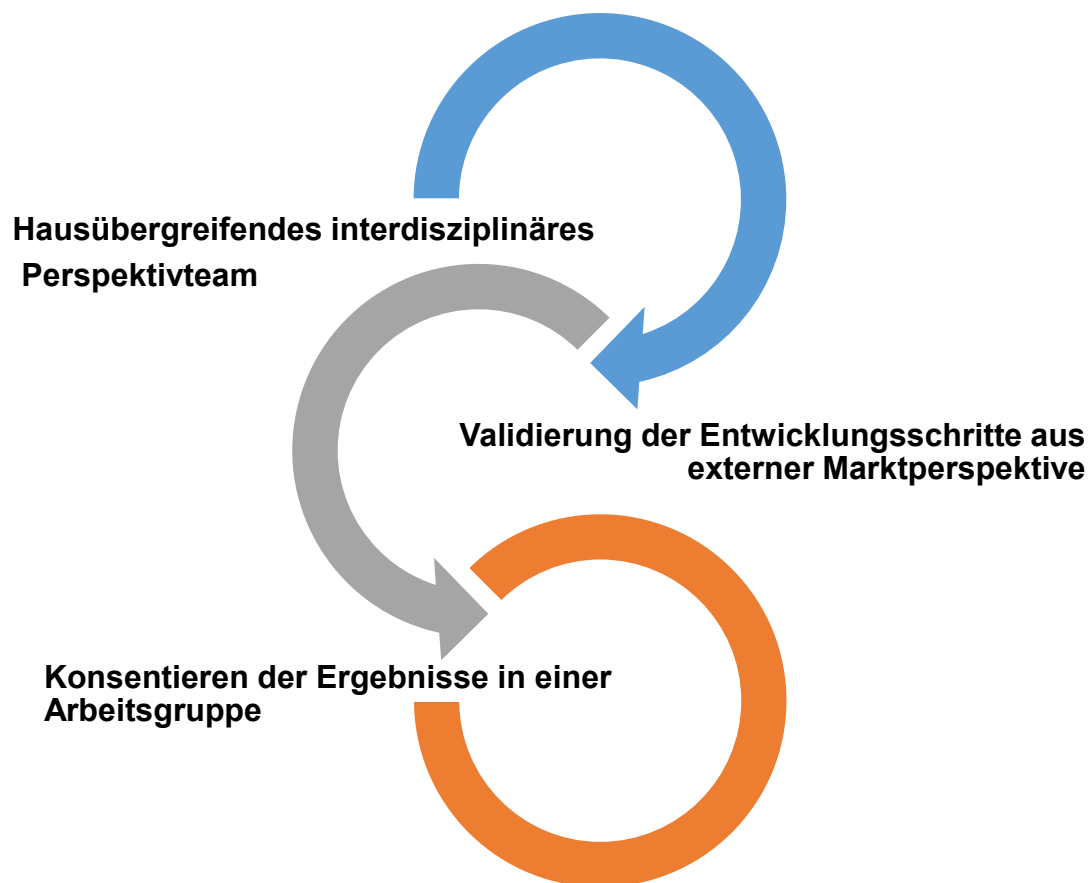 Hausübergreifendes interdisziplinäres
Perspektivteam
Validierung der Entwicklungsschritte aus
externer Marktperspektive
Konsentieren der Ergebnisse in einer
Arbeitsgruppe